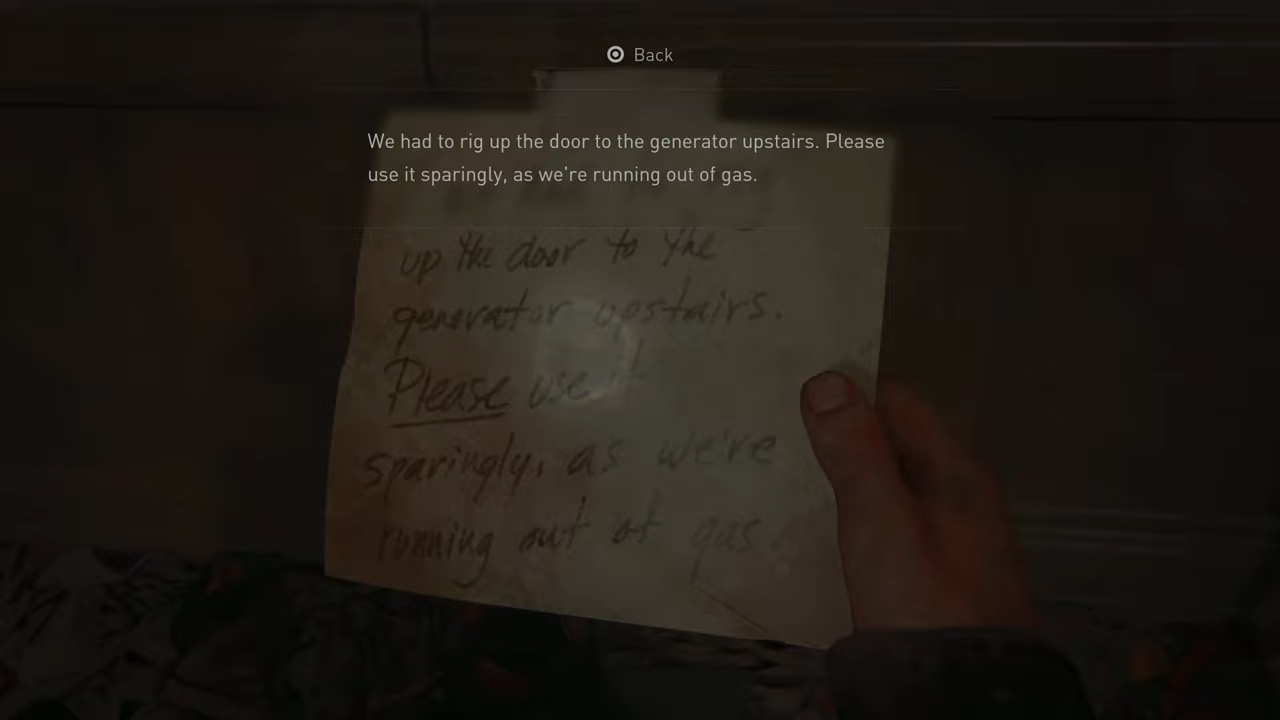 Back
We had to rig up the door to the generator upstairs. Please
use it sparingly, as we're running out of gas.
up the door to the
generator upstairs.
Please use it
sparingly, as we're
running out of gas.